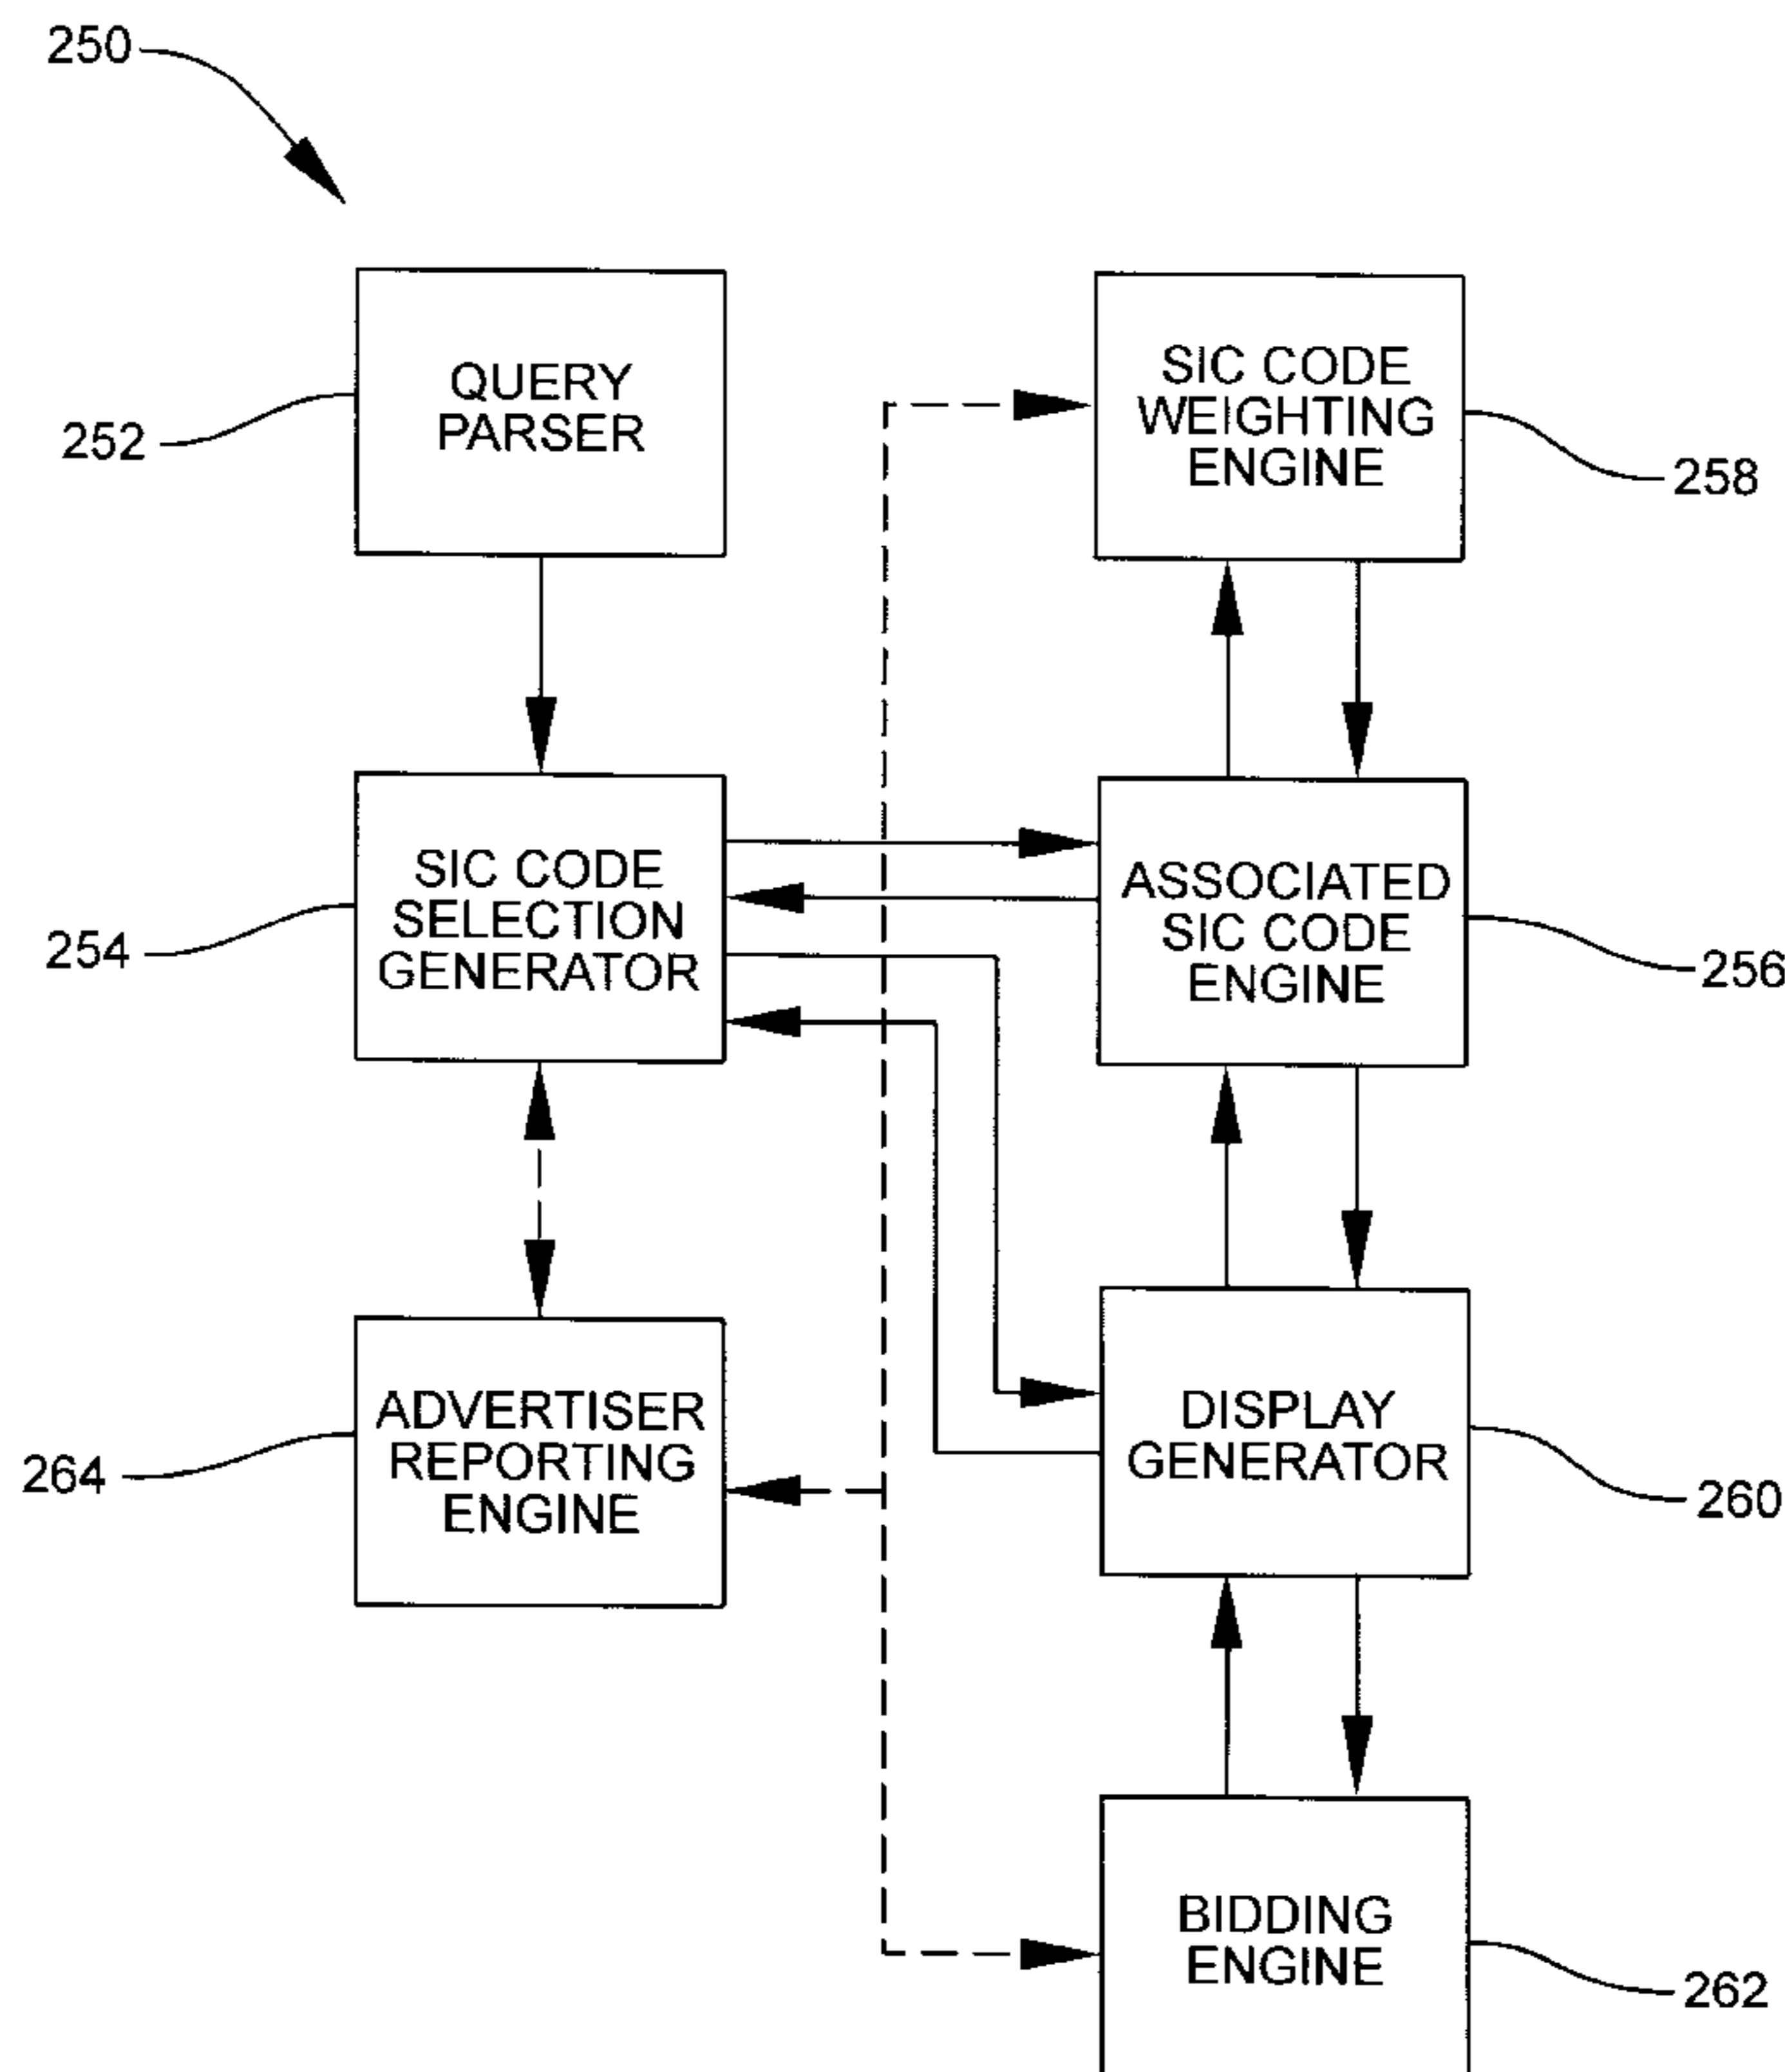 250
QUERY
PARSER
252
SIC CODE
WEIGHTING
ENGINE
258
SIC CODE
SELECTION
GENERATOR
254
ASSOCIATED
SIC CODE
ENGINE
256
ADVERTISER
REPORTING
ENGINE
264
DISPLAY
GENERATOR
260
BIDDING
ENGINE
262